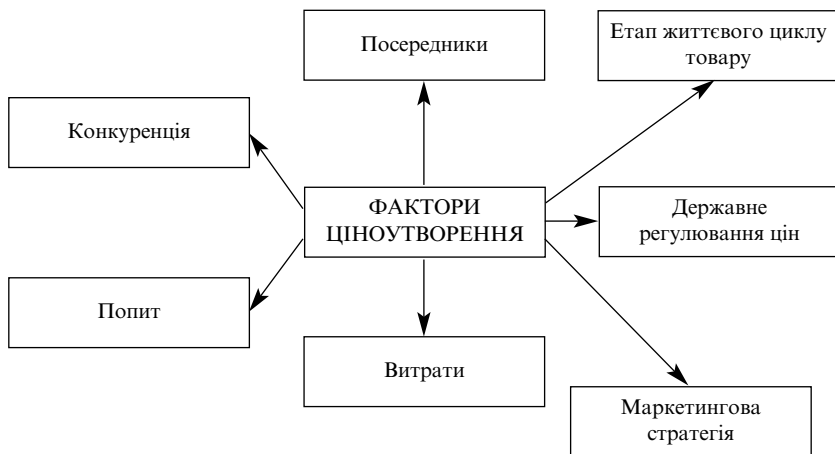 Посередники
Етап життєвого циклу
товару
Конкуренція
ФАКТОРИ
ЦІНОУТВОРЕННЯ
Державне
регулювання цін
Попит
Витрати
Маркетингова
стратегія